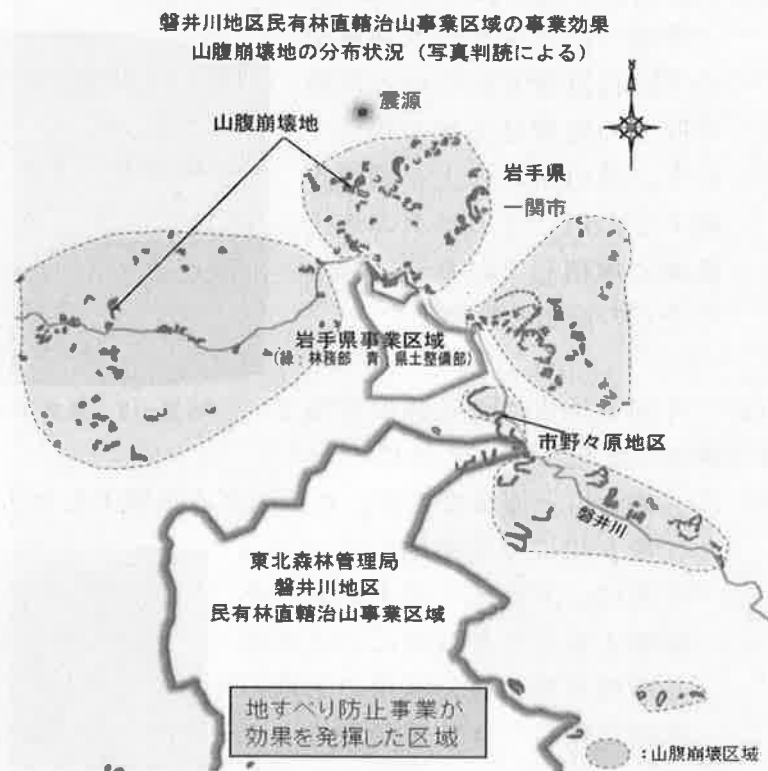 磐井川地区民有林直轄治山事業区域の事業効果
山腹崩壊地の分布状況（写真判読による）
N
震源
山腹崩壊地
岩手県
一関市
岩手県事業区域
（緑：林務部　青：県土整備部）
市野々原地区
磐井川
東北森林管理局
磐井川地区
民有林直轄治山事業区域
地すべり防止事業が
効果を発揮した区域
：山腹崩壊区域